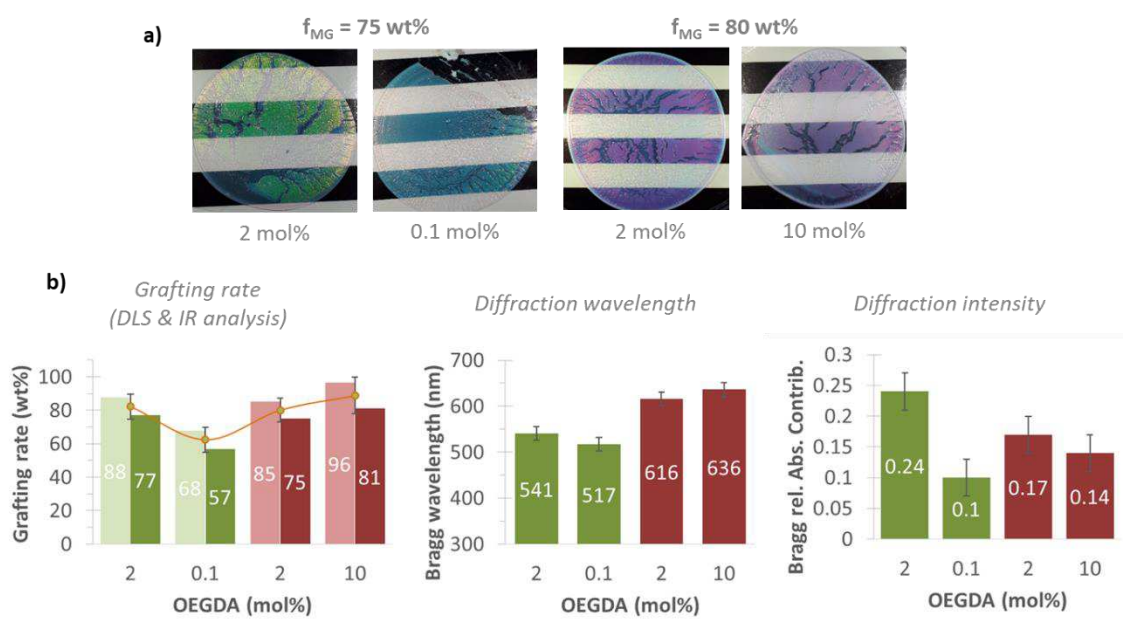 a)
f_MG = 75 wt%
f_MG = 80 wt%
2 mol%
0.1 mol%
2 mol%
10 mol%
b)
Grafting rate
(DLS & IR analysis)
Diffraction wavelength
Diffraction intensity
Grafting rate (wt%)
100
80
60
40
20
0
88
77
68
57
85
75
96
81
2
0.1
2
10
OEGDA (mol%)
Bragg wavelength (nm)
700
600
500
400
300
541
517
616
636
2
0.1
2
10
OEGDA (mol%)
Bragg rel. Abs. Contrib.
0.3
0.25
0.2
0.15
0.1
0.05
0
0.24
0.1
0.17
0.14
2
0.1
2
10
OEGDA (mol%)